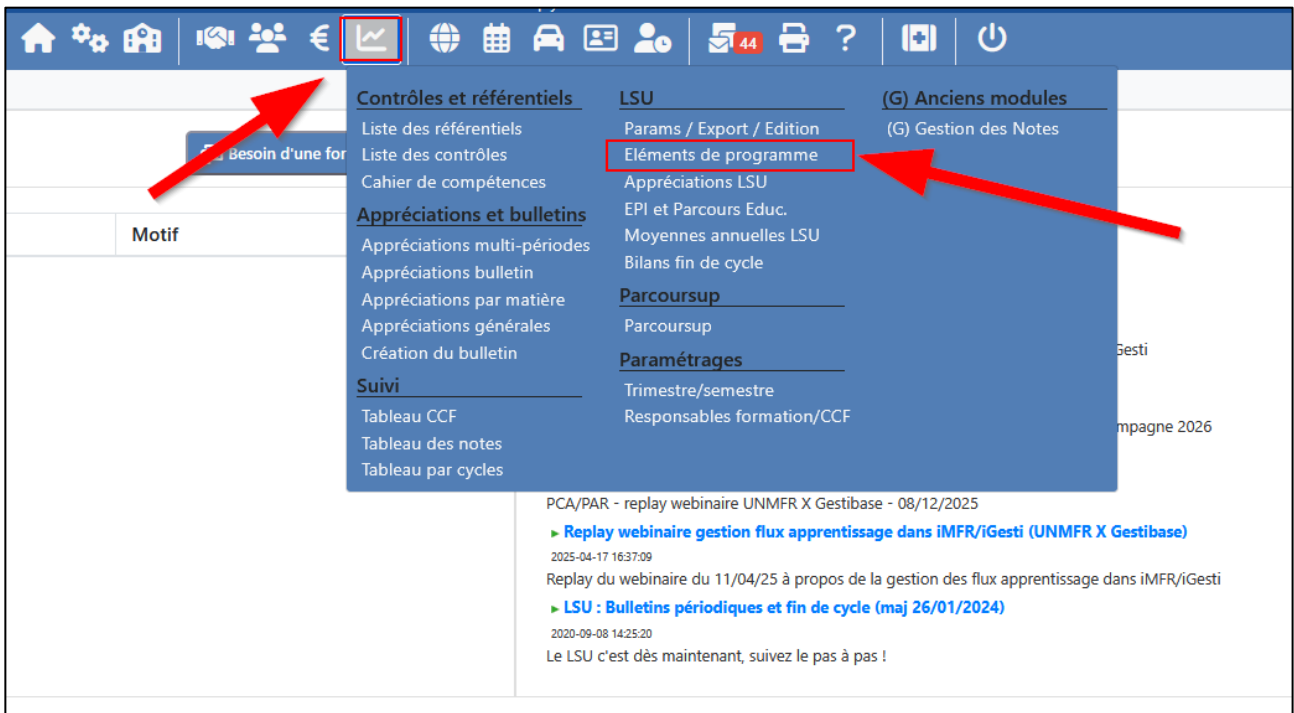 44
Contrôles et référentiels
Liste des référentiels
Liste des contrôles
Cahier de compétences
Appréciations et bulletins
Appréciations multi-périodes
Appréciations bulletin
Appréciations par matière
Appréciations générales
Création du bulletin
Suivi
Tableau CCF
Tableau des notes
Tableau par cycles
LSU
Params / Export / Edition
Eléments de programme
Appréciations LSU
EPI et Parcours Educ.
Moyennes annuelles LSU
Bilans fin de cycle
Parcoursup
Parcoursup
Paramétrages
Trimestre/semestre
Responsables formation/CCF
(G) Anciens modules
(G) Gestion des Notes
Besoin d'une for
Motif
Gesti
mpagne 2026
PCA/PAR - replay webinaire UNMFR X Gestibase - 08/12/2025
Replay webinaire gestion flux apprentissage dans iMFR/iGesti (UNMFR X Gestibase)
2025-04-17 16:37:09
Replay du webinaire du 11/04/25 à propos de la gestion des flux apprentissage dans iMFR/iGesti
LSU : Bulletins périodiques et fin de cycle (maj 26/01/2024)
2020-09-08 14:25:20
Le LSU c'est dès maintenant, suivez le pas à pas !